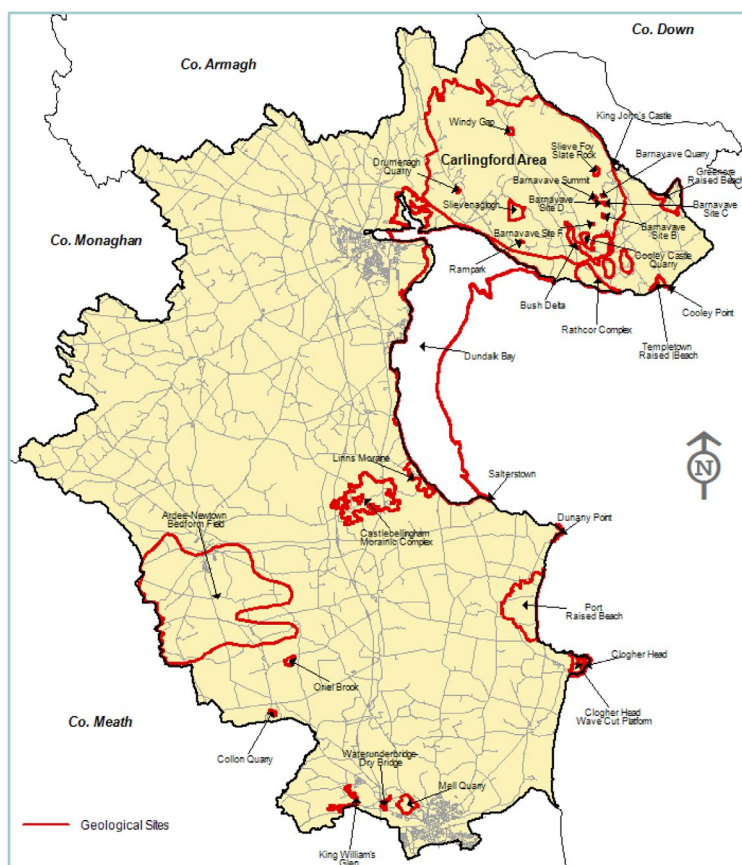 Co. Down
Co. Armagh
King John's Castle
Windy Gap
Slieve Foy
Slate Rock
Barnavave Quarry
Carlingford Area
Greenore
Raised Beach
Drumenagh
Quarry
Barnavave Summit
Barnavave
Site D
Barnavave
Site C
Slievenaglogh
Barnavave
Site B
Barnavave Site F
Co. Monaghan
Cooley Castle
Quarry
Rampark
Bush Delta
Cooley Point
Rathcor Complex
Templetown
Raised Beach
Dundalk Bay
N
Linns Moraine
Salterstown
Ardee-Newtown
Bedform Field
Dunany Point
Castlebellingham
Morainic Complex
Port
Raised Beach
Clogher Head
Oriel Brook
Clogher Head
Wave Cut Platform
Co. Meath
Collon Quarry
Waterunderbridge-
Dry Bridge
Mell Quarry
Geological Sites
King William's
Glen